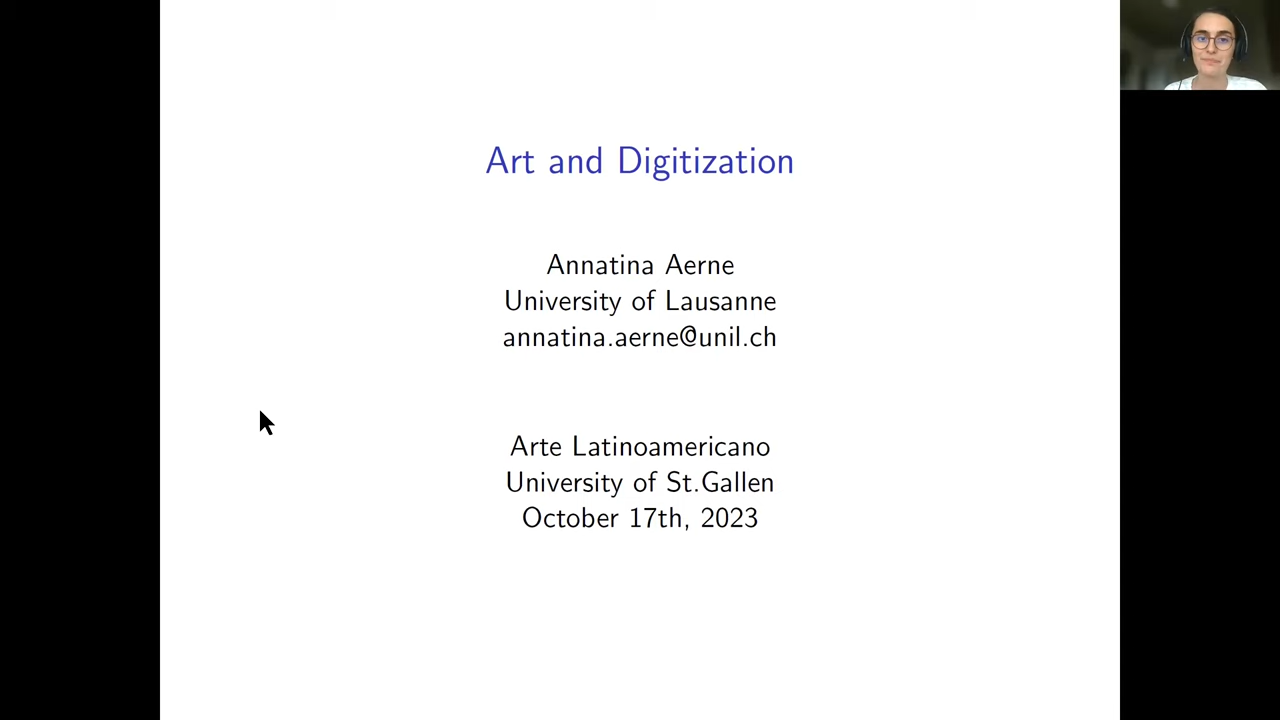 Art and Digitization
Annatina Aerne
University of Lausanne
annatina.aerne@unil.ch
Arte Latinoamericano
University of St.Gallen
October 17th, 2023